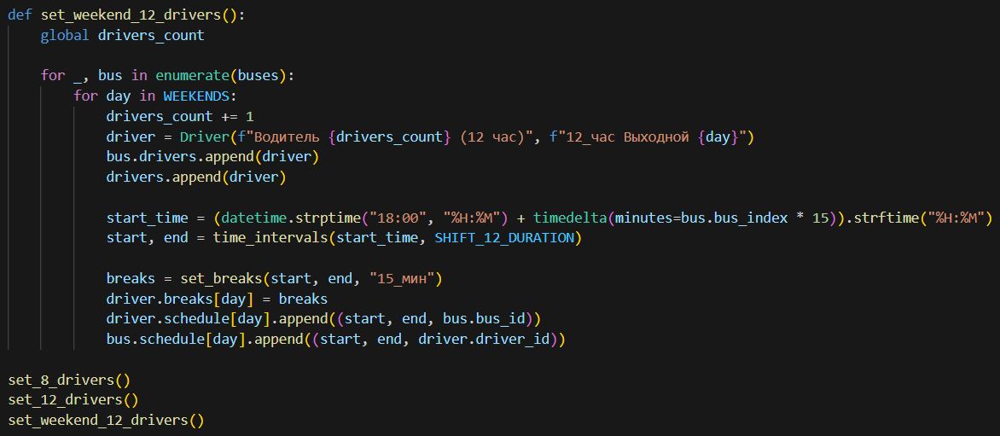 def set_weekend_12_drivers():
    global drivers_count

    for _, bus in enumerate(buses):
        for day in WEEKENDS:
            drivers_count += 1
            driver = Driver(f"Водитель {drivers_count} (12 час)", f"12_час Выходной {day}")
            bus.drivers.append(driver)
            drivers.append(driver)

            start_time = (datetime.strptime("18:00", "%H:%M") + timedelta(minutes=bus.bus_index * 15)).strftime("%H:%M")
            start, end = time_intervals(start_time, SHIFT_12_DURATION)

            breaks = set_breaks(start, end, "15_мин")
            driver.breaks[day] = breaks
            driver.schedule[day].append((start, end, bus.bus_id))
            bus.schedule[day].append((start, end, driver.driver_id))

set_8_drivers()
set_12_drivers()
set_weekend_12_drivers()